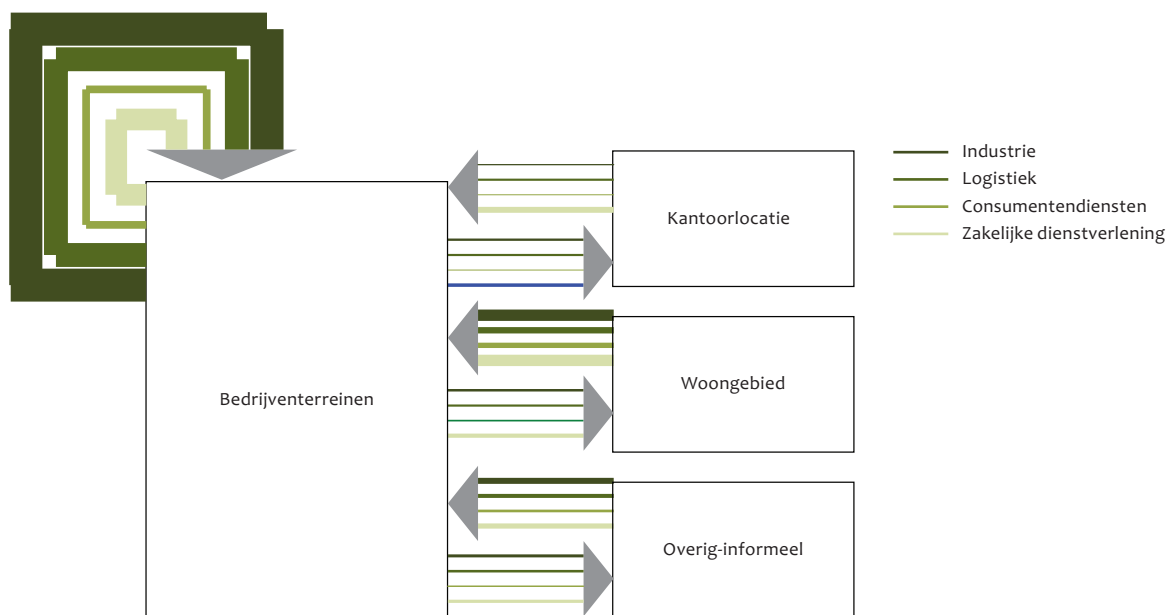 Industrie
Logistiek
Consumentendiensten
Zakelijke dienstverlening
Kantoorlocatie
Woongebied
Bedrijventerreinen
Overig-informeel